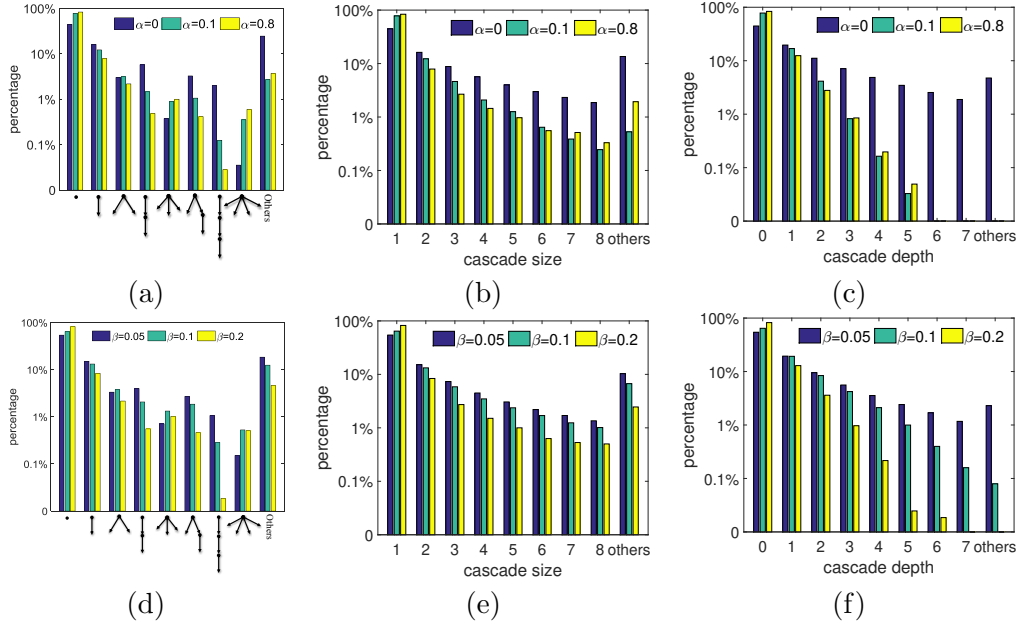 100%
10%
1%
0.1%
0
percentage
α=0 α=0.1 α=0.8
Others
(a)
100%
10%
1%
0.1%
0
percentage
α=0 α=0.1 α=0.8
1 2 3 4 5 6 7 8 others
cascade size
(b)
100%
10%
1%
0.1%
0
percentage
α=0 α=0.1 α=0.8
0 1 2 3 4 5 6 7 others
cascade depth
(c)
100%
10%
1%
0.1%
0
percentage
β=0.05 β=0.1 β=0.2
Others
(d)
100%
10%
1%
0.1%
0
percentage
β=0.05 β=0.1 β=0.2
1 2 3 4 5 6 7 8 others
cascade size
(e)
100%
10%
1%
0.1%
0
percentage
β=0.05 β=0.1 β=0.2
0 1 2 3 4 5 6 7 others
cascade depth
(f)